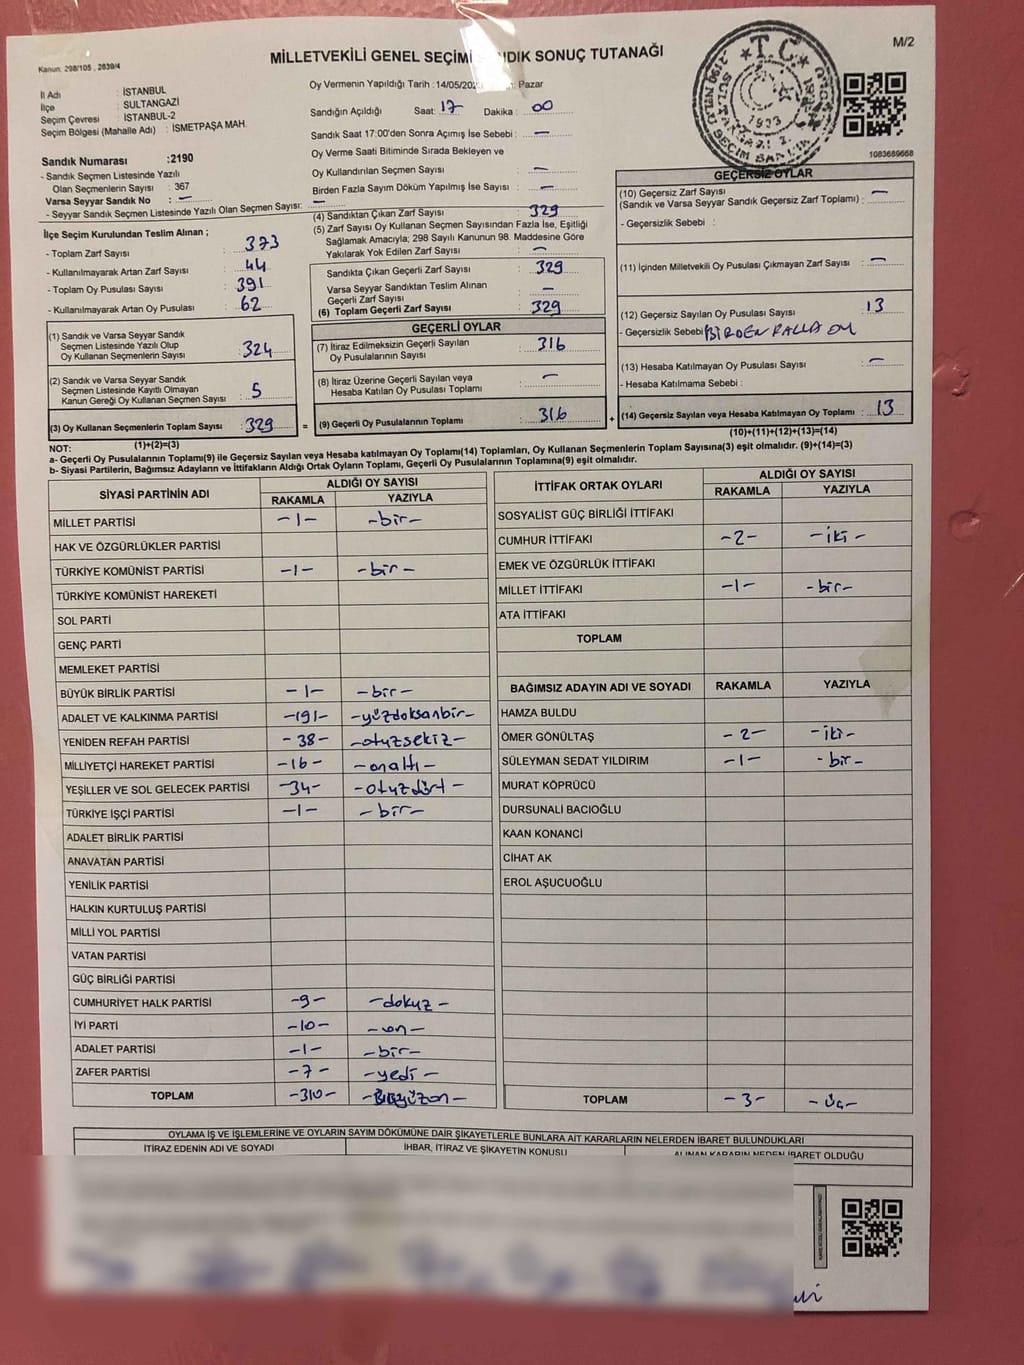 MİLLETVEKİLİ GENEL SEÇİMİ SANDIK SONUÇ TUTANAĞI
M/2
Kanun: 298/105 , 2839/4
İl Adı : İSTANBUL
İlçe : SULTANGAZİ
Seçim Çevresi : İSTANBUL-2
Seçim Bölgesi (Mahalle Adı) : İSMETPAŞA MAH.
Sandık Numarası :2190
- Sandık Seçmen Listesinde Yazılı
Olan Seçmenlerin Sayısı : 367
Varsa Seyyar Sandık No : –
- Seyyar Sandık Seçmen Listesinde Yazılı Olan Seçmen Sayısı: –
Oy Vermenin Yapıldığı Tarih :14/05/202 Pazar
Sandığın Açıldığı Saat: 17 Dakika : 00
Sandık Saat 17:00'den Sonra Açımış İse Sebebi : –
Oy Verme Saati Bitiminde Sırada Bekleyen ve
Oy Kullandırılan Seçmen Sayısı : –
Birden Fazla Sayım Döküm Yapılmış İse Sayısı : –
T.C.
1933
1083689668
İlçe Seçim Kurulundan Teslim Alınan ;
- Toplam Zarf Sayısı : 373
- Kullanılmayarak Artan Zarf Sayısı : 44
- Toplam Oy Pusulası Sayısı : 391
- Kullanılmayarak Artan Oy Pusulası : 62
(1) Sandık ve Varsa Seyyar Sandık
Seçmen Listesinde Yazılı Olup
Oy Kullanan Seçmenlerin Sayısı : 324
(2) Sandık ve Varsa Seyyar Sandık
Seçmen Listesinde Kayıtlı Olmayan
Kanun Gereği Oy Kullanan Seçmen Sayısı : 5
(3) Oy Kullanan Seçmenlerin Toplam Sayısı : 329
(1)+(2)=(3)
(4) Sandıktan Çıkan Zarf Sayısı : 329
(5) Zarf Sayısı Oy Kullanan Seçmen Sayısından Fazla İse, Eşitliği
Sağlamak Amacıyla; 298 Sayılı Kanunun 98. Maddesine Göre
Yakılarak Yok Edilen Zarf Sayısı : –
Sandıkta Çıkan Geçerli Zarf Sayısı : 329
Varsa Seyyar Sandıktan Teslim Alınan
Geçerli Zarf Sayısı : –
(6) Toplam Geçerli Zarf Sayısı : 329
GEÇERLİ OYLAR
(7) İtiraz Edilmeksizin Geçerli Sayılan
Oy Pusulalarının Sayısı : 316
(8) İtiraz Üzerine Geçerli Sayılan veya
Hesaba Katılan Oy Pusulası Toplamı : –
= (9) Geçerli Oy Pusulalarının Toplamı : 316 +
GEÇERSİZ OYLAR
(10) Geçersiz Zarf Sayısı
(Sandık ve Varsa Seyyar Sandık Geçersiz Zarf Toplamı) : –
- Geçersizlik Sebebi :
(11) İçinden Milletvekili Oy Pusulası Çıkmayan Zarf Sayısı : –
(12) Geçersiz Sayılan Oy Pusulası Sayısı : 13
- Geçersizlik Sebebi : BİRDEN FALLA OY
(13) Hesaba Katılmayan Oy Pusulası Sayısı : –
- Hesaba Katılmama Sebebi :
(14) Geçersiz Sayılan veya Hesaba Katılmayan Oy Toplamı : 13
(10)+(11)+(12)+(13)=(14)
NOT:
a- Geçerli Oy Pusulalarının Toplamı(9) ile Geçersiz Sayılan veya Hesaba katılmayan Oy Toplamı(14) Toplamları, Oy Kullanan Seçmenlerin Toplam Sayısına(3) eşit olmalıdır. (9)+(14)=(3)
b- Siyasi Partilerin, Bağımsız Adayların ve İttifakların Aldığı Ortak Oyların Toplamı, Geçerli Oy Pusulalarının Toplamına(9) eşit olmalıdır.
SİYASİ PARTİNİN ADI ALDIĞI OY SAYISI
RAKAMLA YAZIYLA
MİLLET PARTİSİ -1- -bir-
HAK VE ÖZGÜRLÜKLER PARTİSİ
TÜRKİYE KOMÜNİST PARTİSİ -1- -bir-
TÜRKİYE KOMÜNİST HAREKETİ
SOL PARTİ
GENÇ PARTİ
MEMLEKET PARTİSİ
BÜYÜK BİRLİK PARTİSİ -1- -bir-
ADALET VE KALKINMA PARTİSİ -191- -yüzdoksanbir-
YENİDEN REFAH PARTİSİ -38- -otuzsekiz-
MİLLİYETÇİ HAREKET PARTİSİ -16- -onaltı-
YEŞİLLER VE SOL GELECEK PARTİSİ -34- -otuzdört-
TÜRKİYE İŞÇİ PARTİSİ -1- -bir-
ADALET BİRLİK PARTİSİ
ANAVATAN PARTİSİ
YENİLİK PARTİSİ
HALKIN KURTULUŞ PARTİSİ
MİLLİ YOL PARTİSİ
VATAN PARTİSİ
GÜÇ BİRLİĞİ PARTİSİ
CUMHURİYET HALK PARTİSİ -9- -dokuz-
İYİ PARTİ -10- -on-
ADALET PARTİSİ -1- -bir-
ZAFER PARTİSİ -7- -yedi-
TOPLAM -310-
İTTİFAK ORTAK OYLARI ALDIĞI OY SAYISI
RAKAMLA YAZIYLA
SOSYALİST GÜÇ BİRLİĞİ İTTİFAKI
CUMHUR İTTİFAKI -2- -iki-
EMEK VE ÖZGÜRLÜK İTTİFAKI
MİLLET İTTİFAKI -1- -bir-
ATA İTTİFAKI
TOPLAM
BAĞIMSIZ ADAYIN ADI VE SOYADI RAKAMLA YAZIYLA
HAMZA BULDU
ÖMER GÖNÜLTAŞ -2- -iki-
SÜLEYMAN SEDAT YILDIRIM -1- -bir-
MURAT KÖPRÜCÜ
DURSUNALİ BACIOĞLU
KAAN KONANCİ
CİHAT AK
EROL AŞUCUOĞLU
TOPLAM -3- -üç-
OYLAMA İŞ VE İŞLEMLERİNE VE OYLARIN SAYIM DÖKÜMÜNE DAİR ŞİKAYETLERLE BUNLARA AİT KARARLARIN NELERDEN İBARET BULUNDUKLARI
İTİRAZ EDENİN ADI VE SOYADI İHBAR, İTİRAZ VE ŞİKAYETİN KONUSU ALINAN KARARIN NEDEN İBARET OLDUĞU